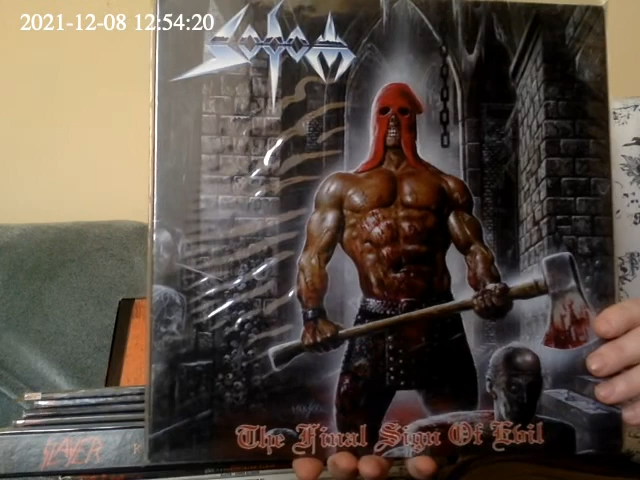 2021-12-08 12:54:20
SODOM
The Final Sign Of Evil
SLAYER